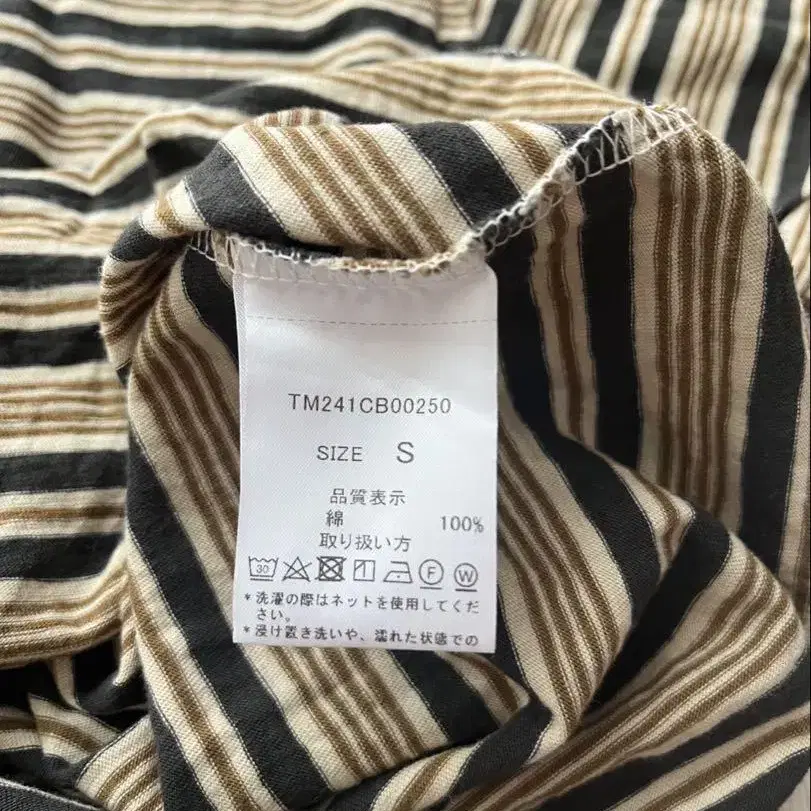 TM241CB00250
SIZE S
品質表示
綿 100%
取り扱い方
30 F W
*洗濯の際はネットを使用してくだ
さい。
*浸け置き洗いや、濡れた状態での